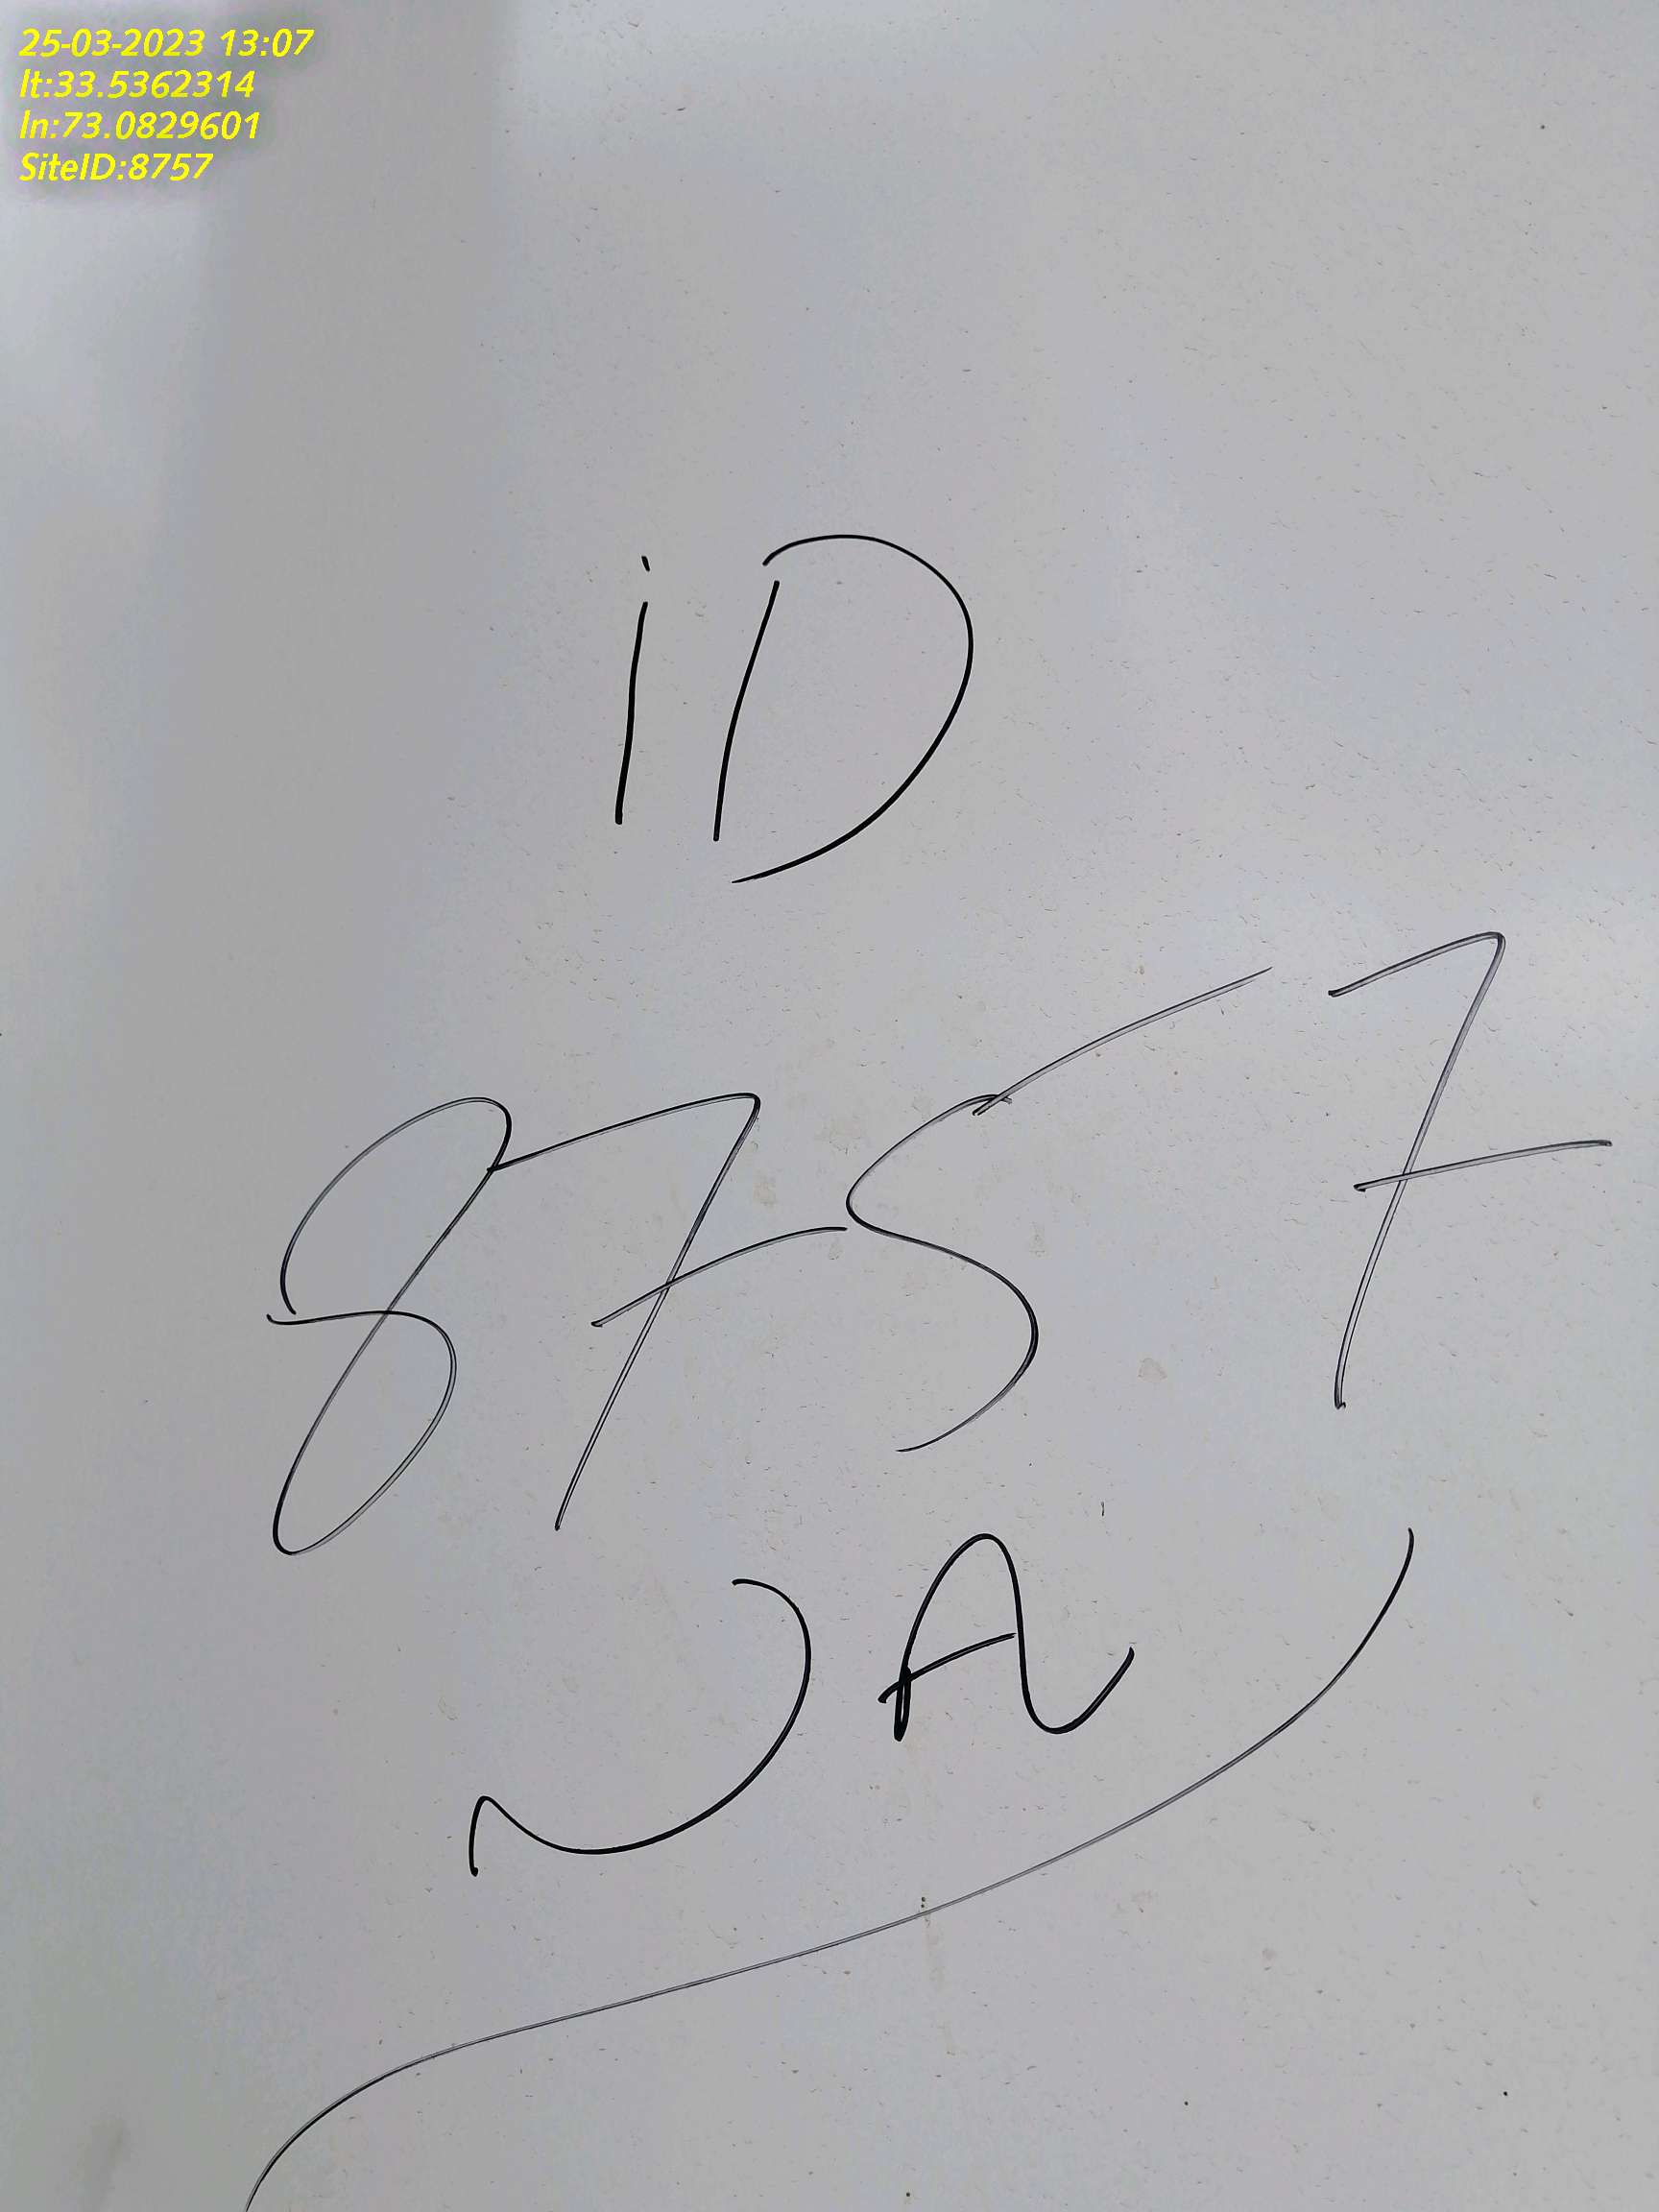 25-03-2023 13:07
lt:33.5362314
ln:73.0829601
SiteID:8757
iD
8757